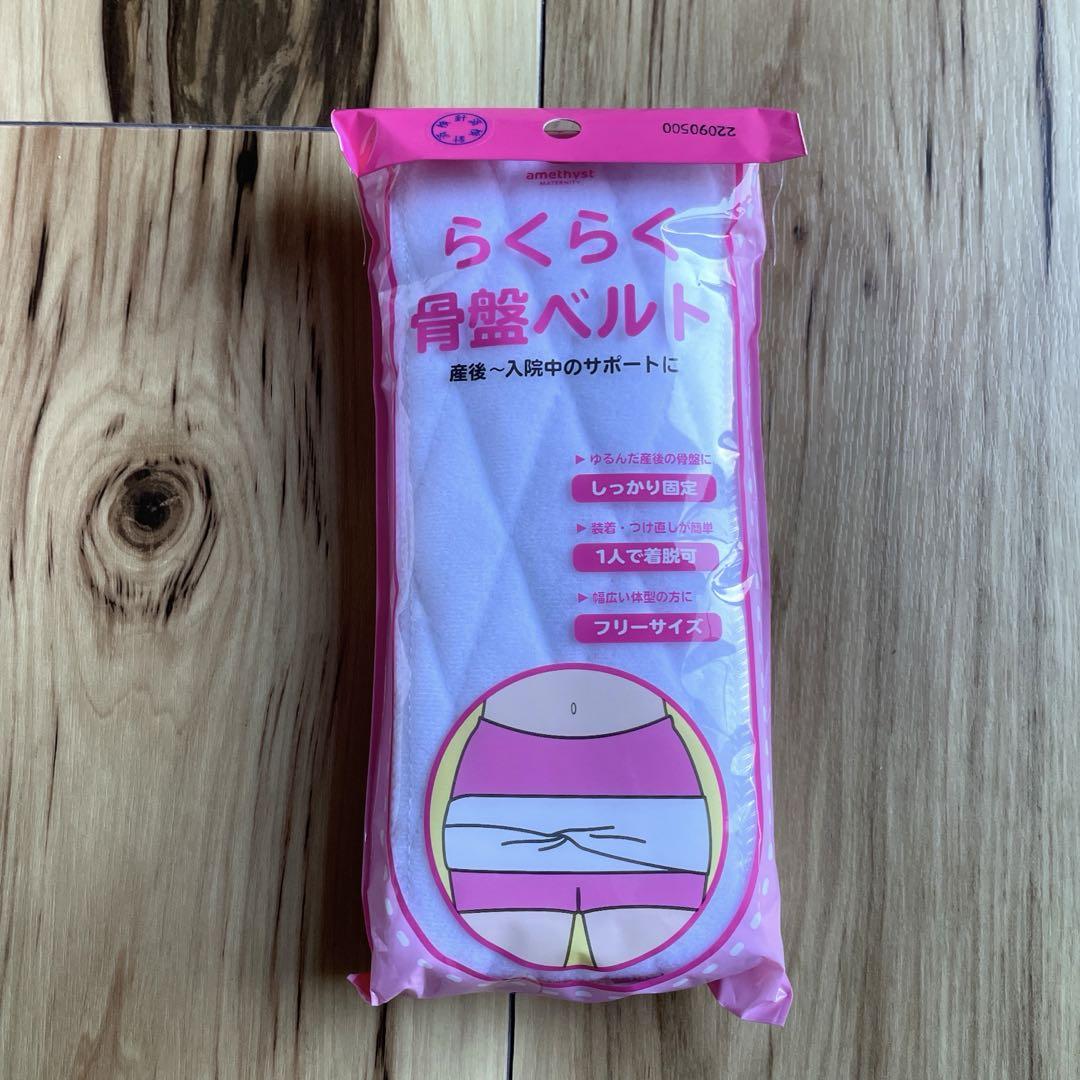 22090500
amethyst
MATERNITY
らくらく
骨盤ベルト
産後～入院中のサポートに
▶ ゆるんだ産後の骨盤に
しっかり固定
▶ 装着・つけ直しが簡単
1人で着脱可
▶ 幅広い体型の方に
フリーサイズ